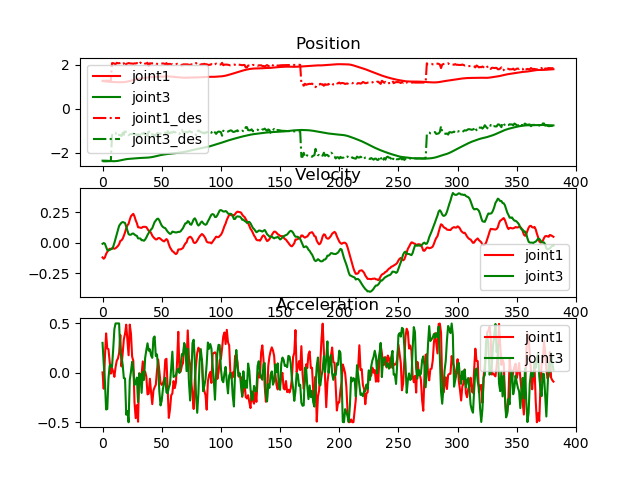 Position
2
0
−2
joint1
joint3
joint1_des
joint3_des
0 50 100 150 200 250 300 350 400
Velocity
0.25
0.00
−0.25
joint1
joint3
0 50 100 150 200 250 300 350 400
Acceleration
0.5
0.0
−0.5
joint1
joint3
0 50 100 150 200 250 300 350 400